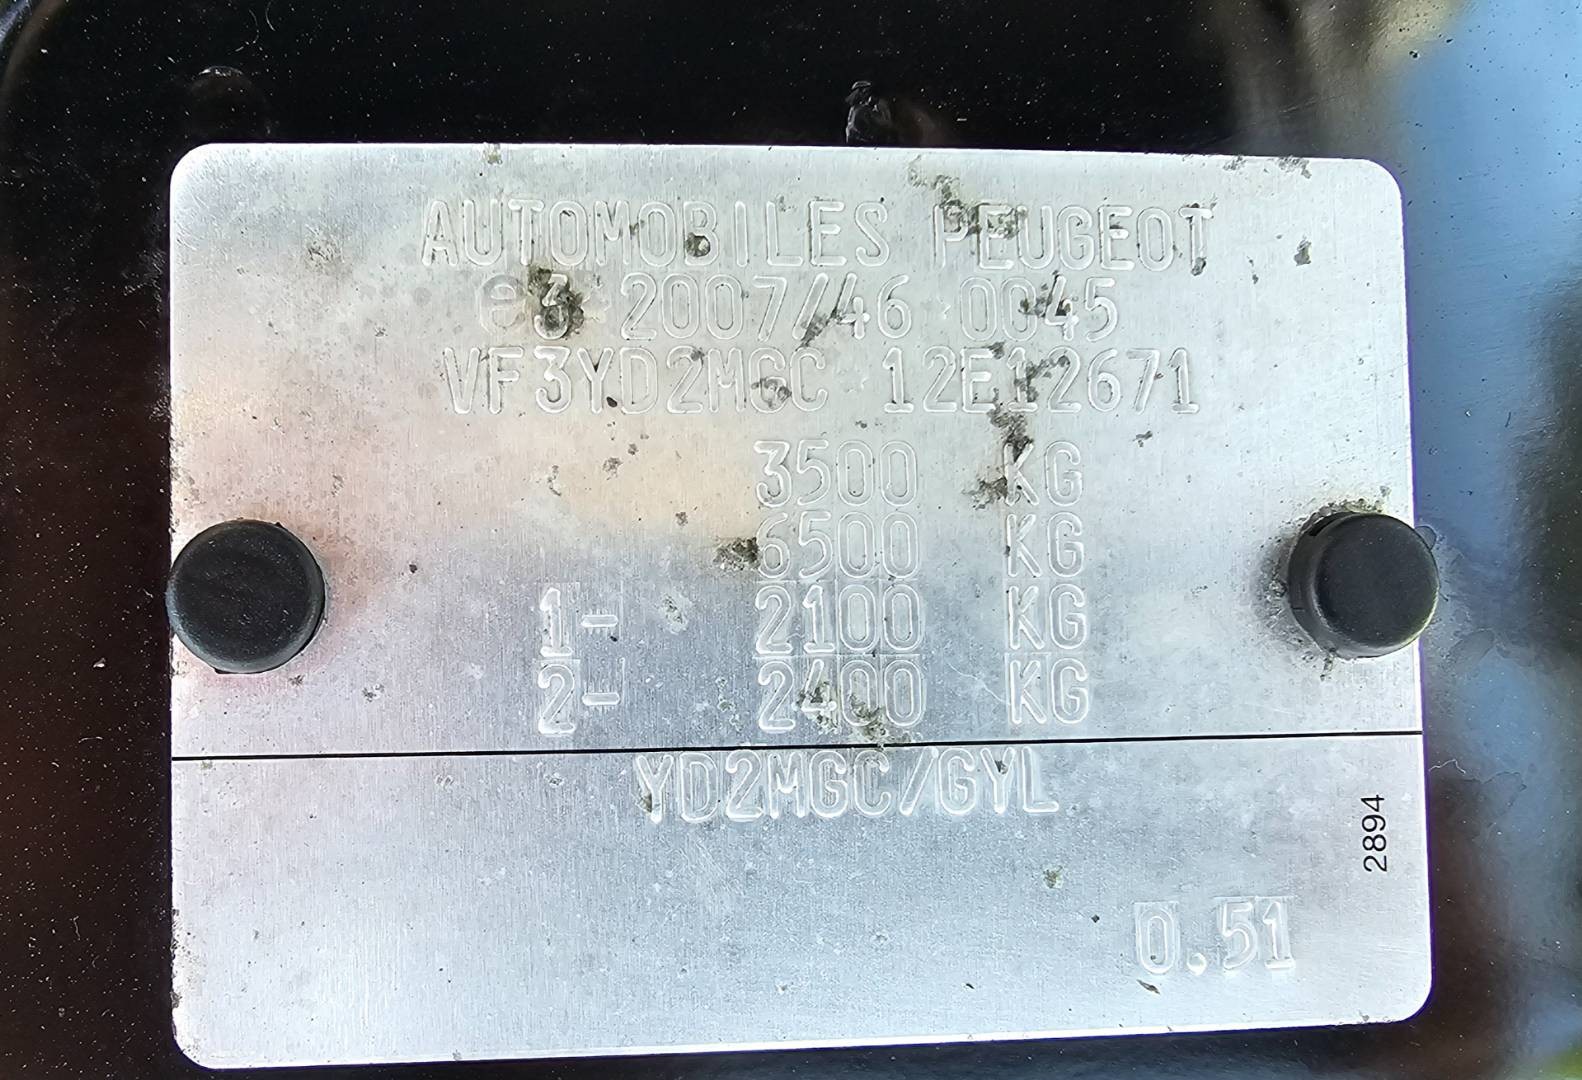 AUTOMOBILES PEUGEOT
e3 2007/46 0045
VF3YD2MGC 12E12671
3500 KG
6500 KG
1- 2100 KG
2- 2400 KG
YD2MGC/GYL
2894
0.51